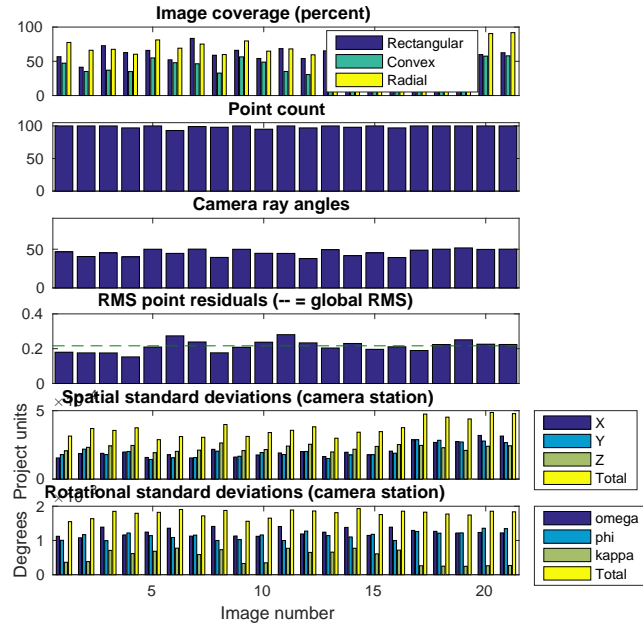 Image coverage (percent)
100
50
0
Rectangular
Convex
Radial
Point count
100
50
0
Camera ray angles
50
0
RMS point residuals (-- = global RMS)
0.4
0.2
0
Spatial standard deviations (camera station)
5
0
Project units
X
Y
Z
Total
Rotational standard deviations (camera station)
2
1
0
Degrees
omega
phi
kappa
Total
5
10
15
20
Image number